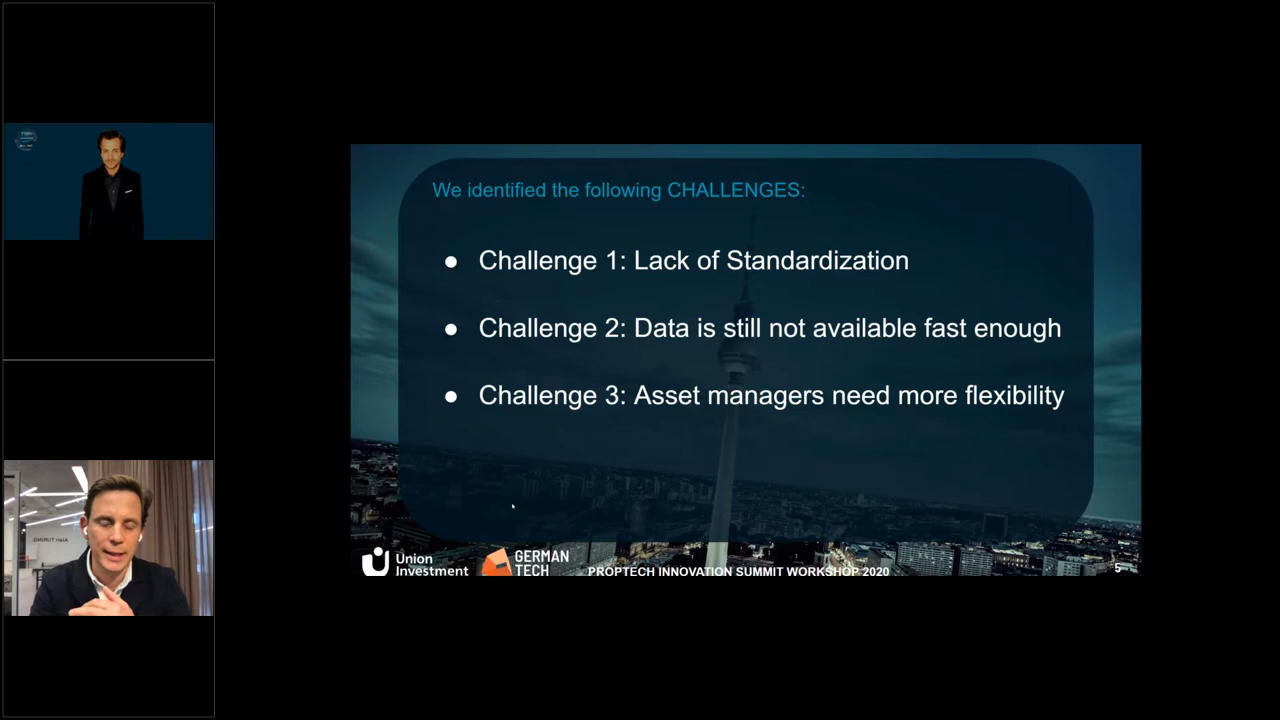 We identified the following CHALLENGES:
● Challenge 1: Lack of Standardization
● Challenge 2: Data is still not available fast enough
● Challenge 3: Asset managers need more flexibility
Union
Investment
GERMAN
TECH
PROPTECH INNOVATION SUMMIT WORKSHOP 2020
5